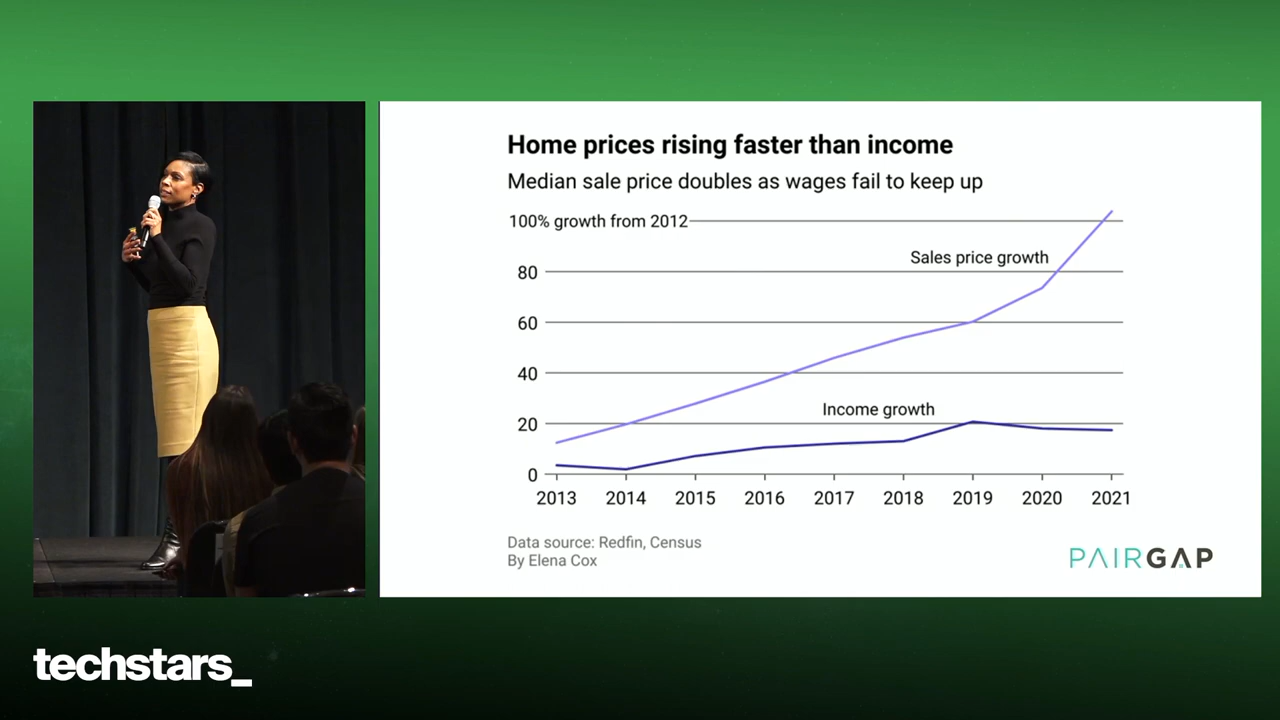 Home prices rising faster than income
Median sale price doubles as wages fail to keep up
100% growth from 2012
Sales price growth
80
60
40
Income growth
20
0
2013 2014 2015 2016 2017 2018 2019 2020 2021
Data source: Redfin, Census
By Elena Cox
PAIRGAP
techstars_